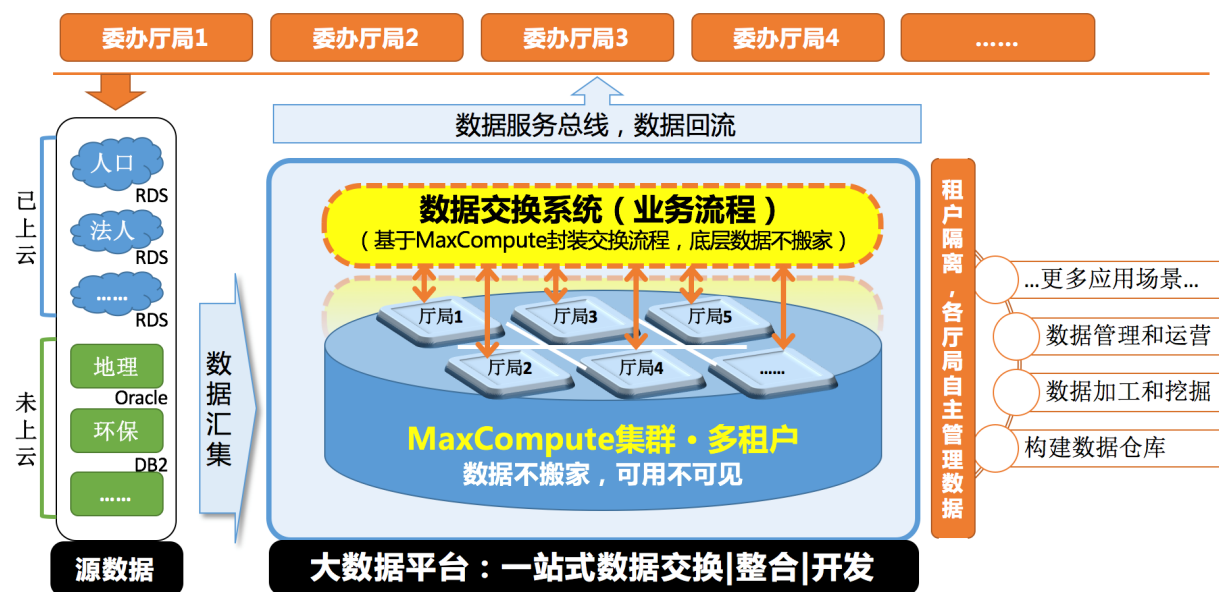 委办厅局1
委办厅局2
委办厅局3
委办厅局4
……
数据服务总线，数据回流
已上云
人口
RDS
法人
RDS
……
RDS
未上云
地理
Oracle
环保
DB2
……
源数据
数据汇集
数据交换系统（业务流程）
（基于MaxCompute封装交换流程，底层数据不搬家）
厅局1
厅局3
厅局5
厅局2
厅局4
……
MaxCompute集群·多租户
数据不搬家，可用不可见
大数据平台：一站式数据交换|整合|开发
租户隔离，各厅局自主管理数据
...更多应用场景...
数据管理和运营
数据加工和挖掘
构建数据仓库